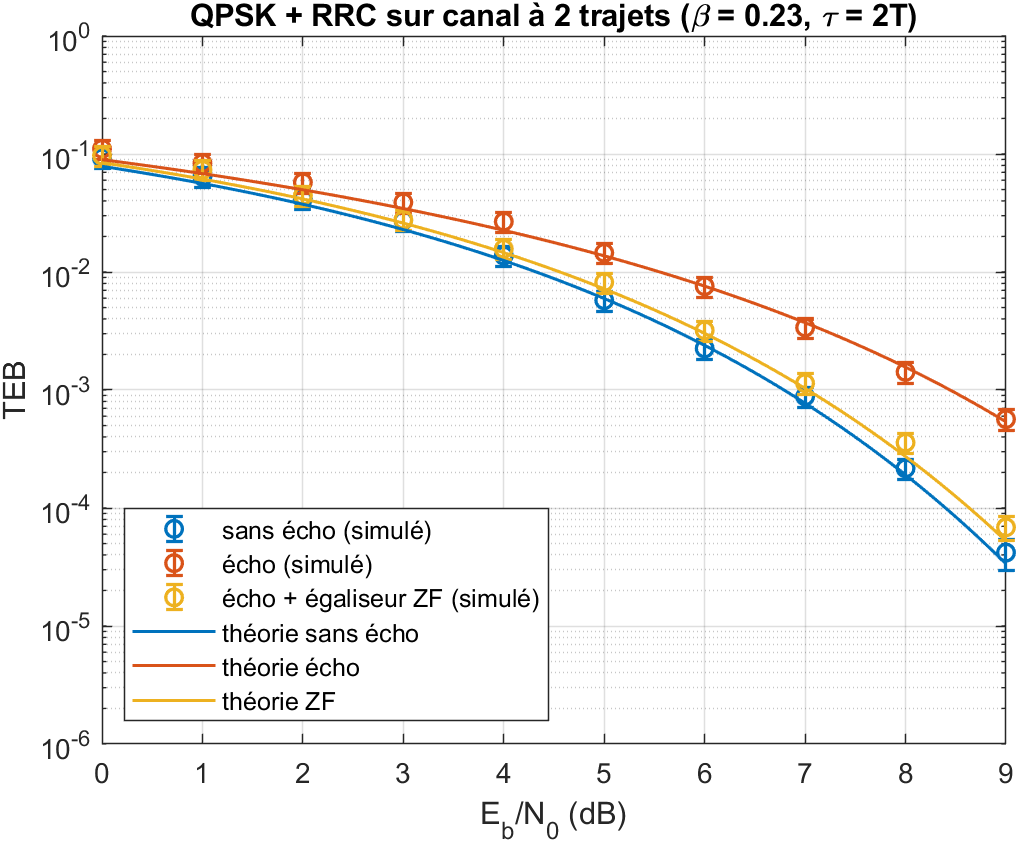 QPSK + RRC sur canal à 2 trajets (β = 0.23, τ = 2T)
10^0
10^-1
10^-2
10^-3
10^-4
10^-5
10^-6
TEB
sans écho (simulé)
écho (simulé)
écho + égaliseur ZF (simulé)
théorie sans écho
théorie écho
théorie ZF
0 1 2 3 4 5 6 7 8 9
E_b/N_0 (dB)